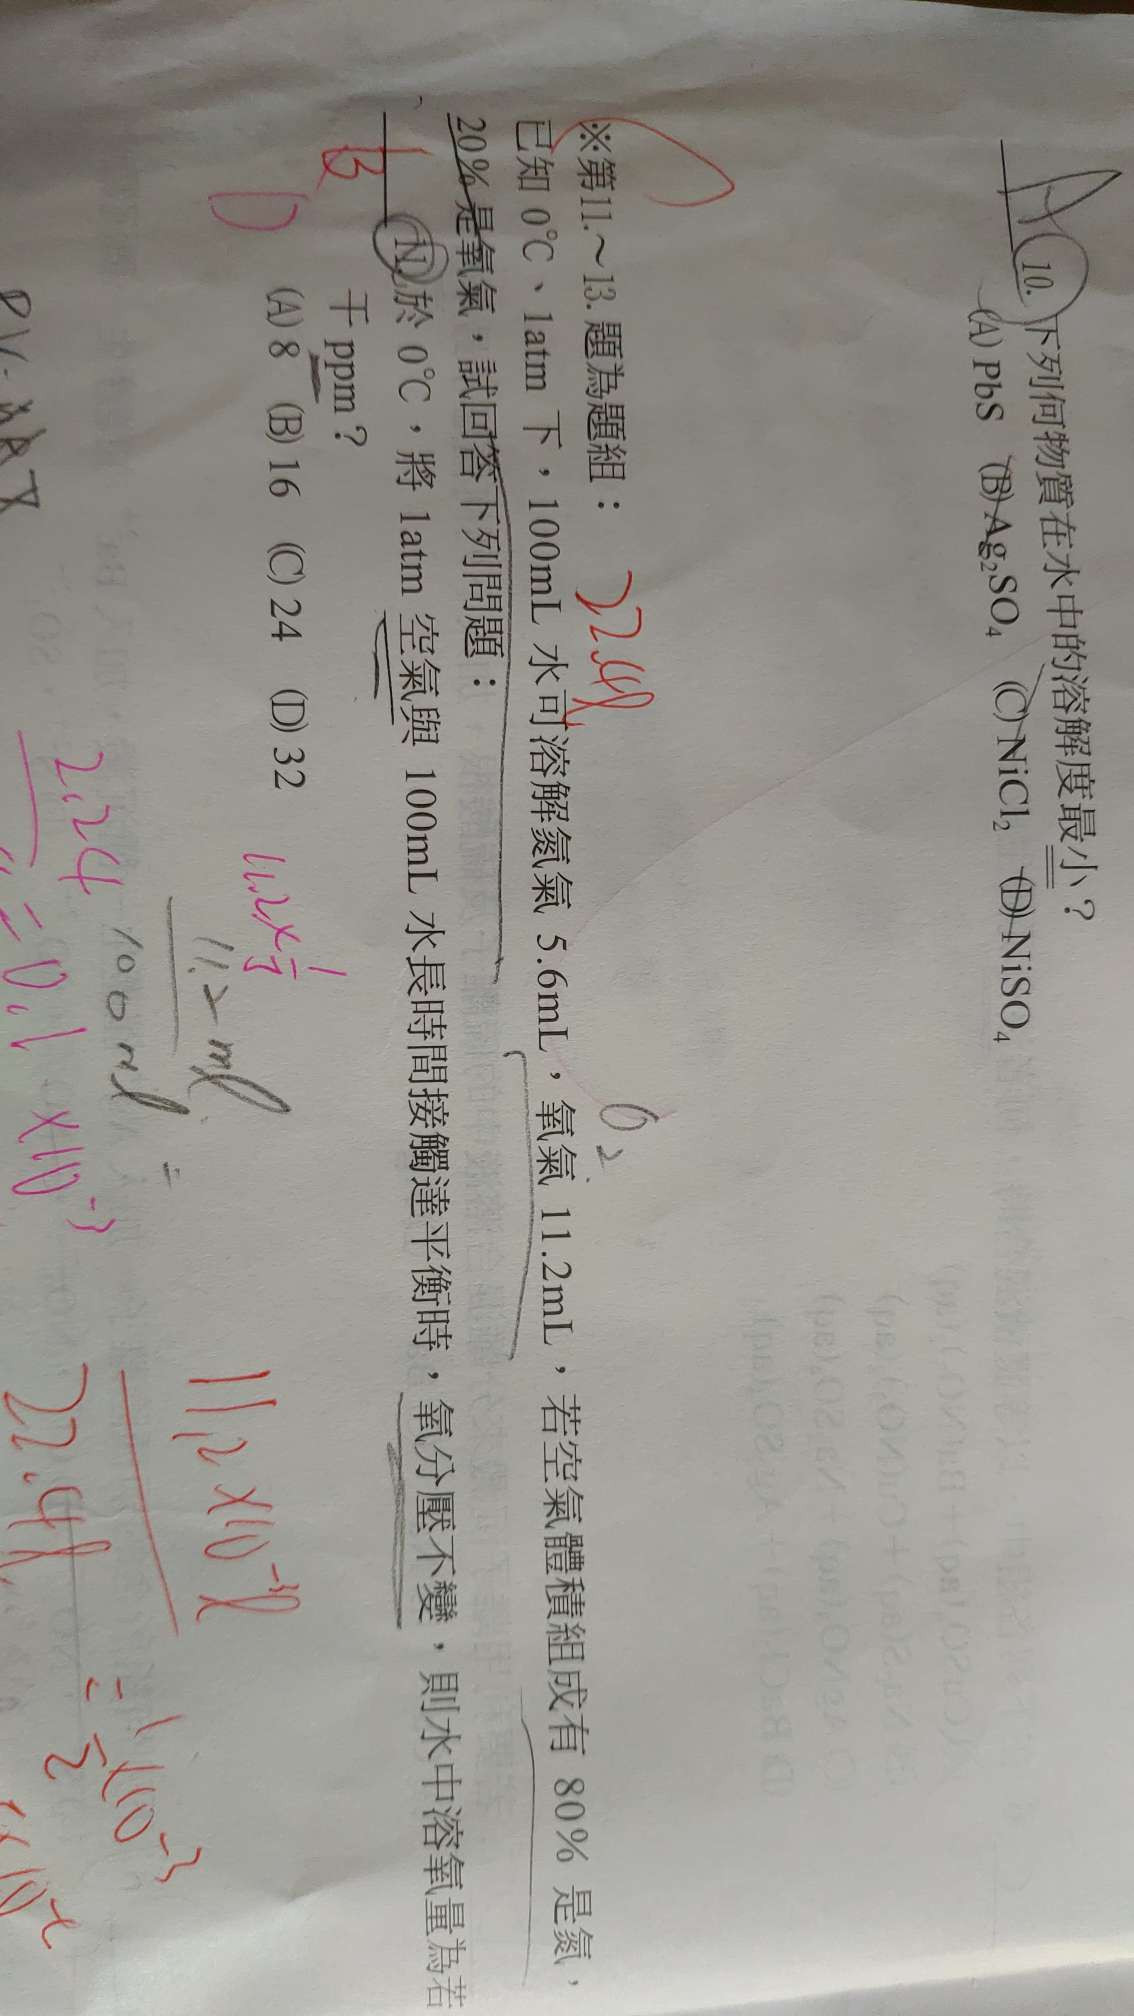 A 10. 下列何物質在水中的溶解度最小？
(A) PbS (B) Ag₂SO₄ (C) NiCl₂ (D) NiSO₄
※第11.～13. 題為題組：
22.4l
O₂
已知 0℃、1atm 下，100mL 水可溶解氮氣 5.6mL，氧氣 11.2mL，若空氣體積組成有 80% 是氮，
20% 是氧氣，試回答下列問題：
B 11. 於 0℃，將 1atm 空氣與 100mL 水長時間接觸達平衡時，氧分壓不變，則水中溶氧量為若
干 ppm？
D
(A) 8 (B) 16 (C) 24 (D) 32
11.2×1/5
11.2 ml
100 ml
=
11.2×10⁻³l
22.4l
= 1/2 ×10⁻³
2.24
= 0.1 ×10⁻³